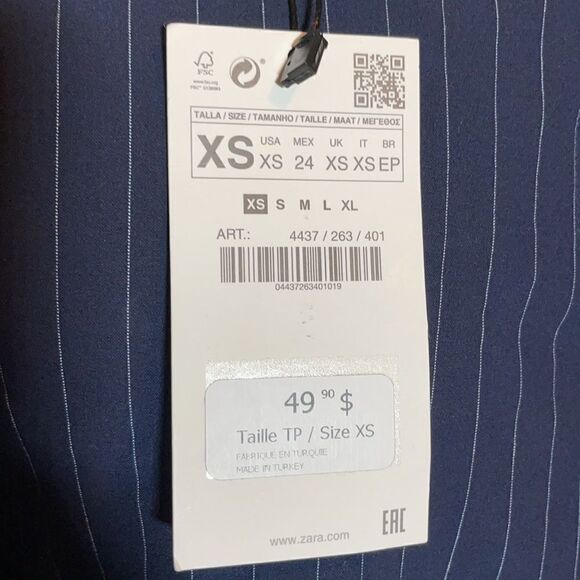 FSC
TALLA / SIZE / TAMANHO / TAILLE / MAAT / ΜΕΓΕΘΟΣ
XS
USA MEX UK IT BR
XS 24 XS XS EP
XS S M L XL
ART.: 4437 / 263 / 401
04437263401019
49 90 $
Taille TP / Size XS
FABRIQUE EN TURQUIE
MADE IN TURKEY
www.zara.com
EAC